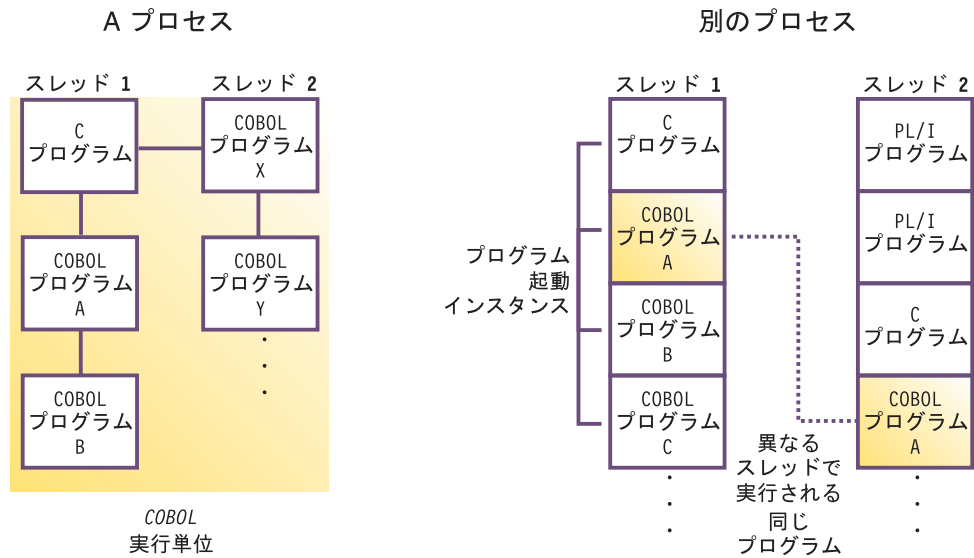 A プロセス
スレッド 1
スレッド 2
C
プログラム
COBOL
プログラム
X
COBOL
プログラム
A
COBOL
プログラム
Y
COBOL
プログラム
B
COBOL
実行単位
別のプロセス
スレッド 1
スレッド 2
プログラム
起動
インスタンス
C
プログラム
COBOL
プログラム
A
COBOL
プログラム
B
COBOL
プログラム
C
PL/I
プログラム
PL/I
プログラム
C
プログラム
COBOL
プログラム
A
異なる
スレッドで
実行される
同じ
プログラム